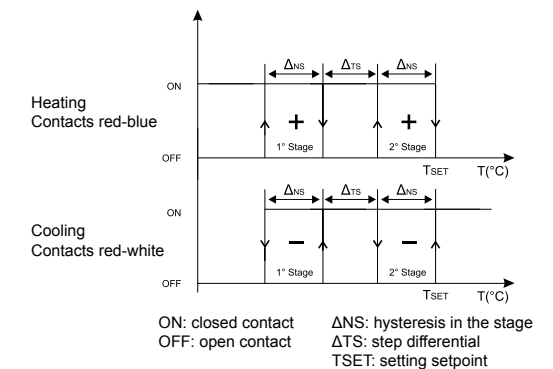 ΔNS ΔTS ΔNS
ON
Heating
Contacts red-blue
+ +
1° Stage 2° Stage
OFF
TSET T(°C)
ΔNS ΔTS ΔNS
ON
Cooling
Contacts red-white
− −
1° Stage 2° Stage
OFF
TSET T(°C)
ON: closed contact ΔNS: hysteresis in the stage
OFF: open contact ΔTS: step differential
TSET: setting setpoint